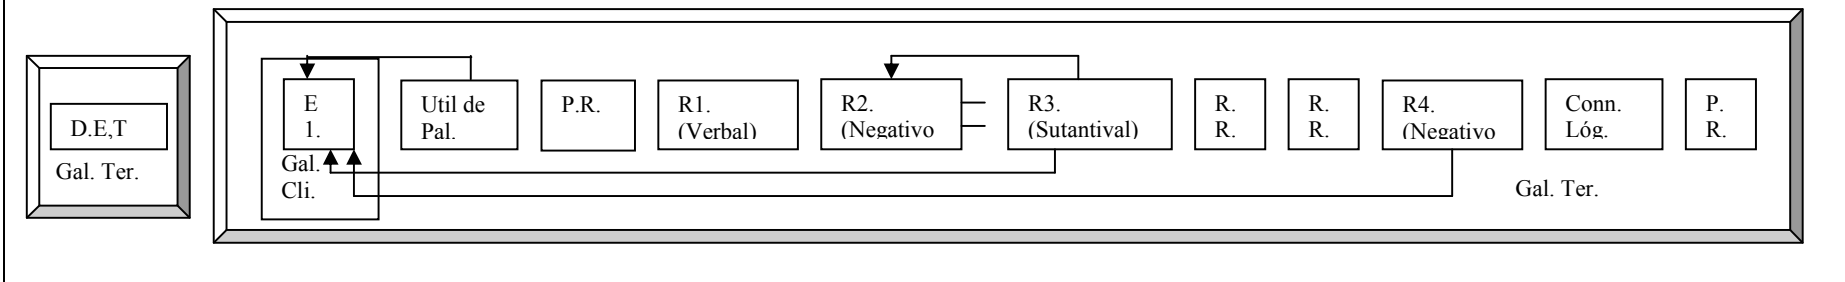 D.E,T
Gal. Ter.
E
1.
Gal.
Cli.
Util de
Pal.
P.R.
R1.
(Verbal)
R2.
(Negativo
R3.
(Sutantival)
R.
R.
R.
R.
R4.
(Negativo
Conn.
Lóg.
P.
R.
Gal. Ter.